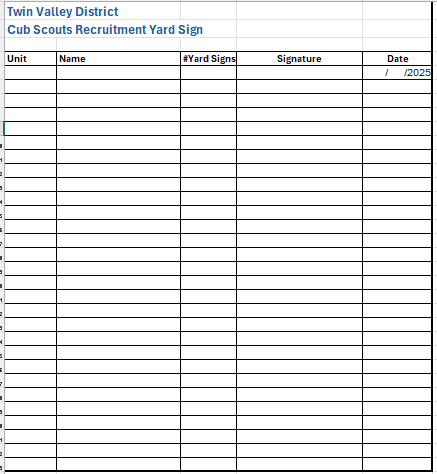 Twin Valley District
Cub Scouts Recruitment Yard Sign
Unit Name #Yard Signs Signature Date
/ /2025